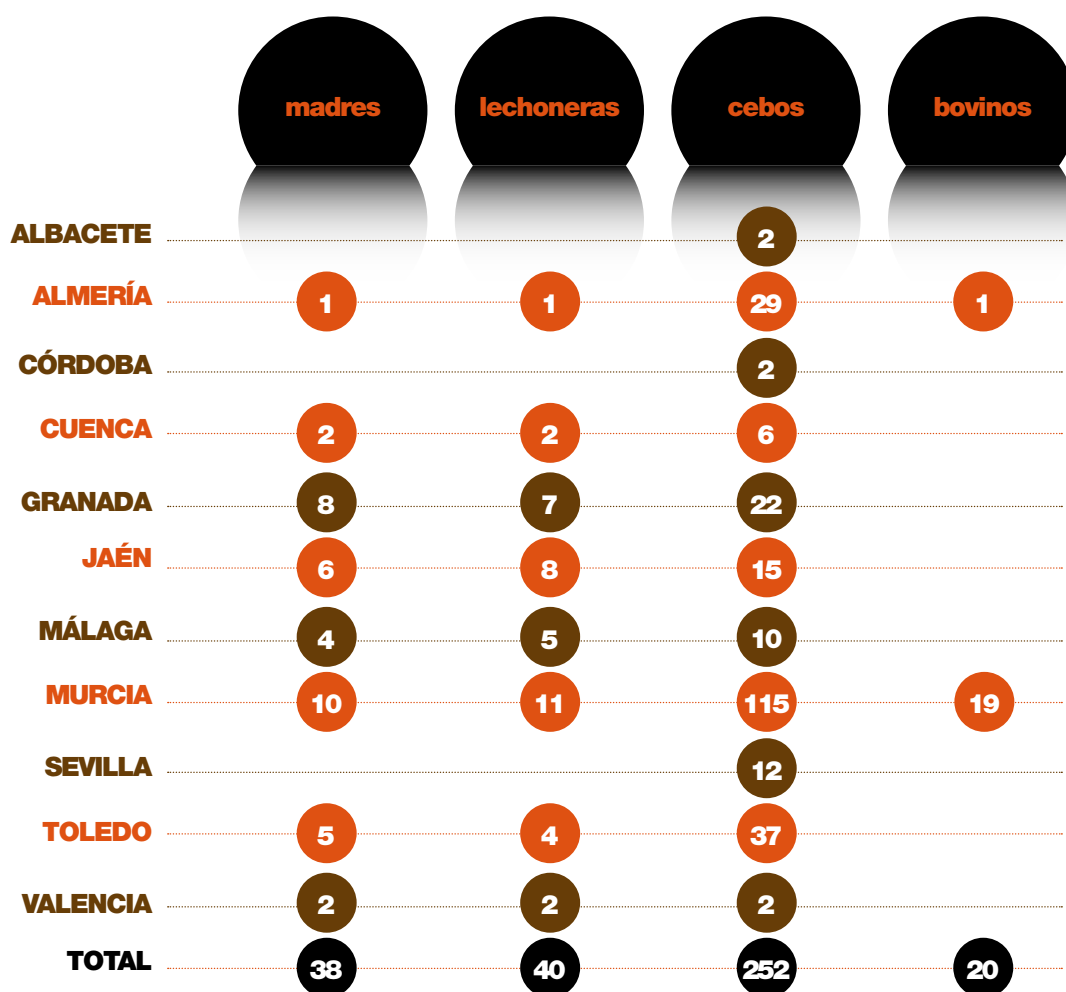 madres lechoneras cebos bovinos
ALBACETE 2
ALMERÍA 1 1 29 1
CÓRDOBA 2
CUENCA 2 2 6
GRANADA 8 7 22
JAÉN 6 8 15
MÁLAGA 4 5 10
MURCIA 10 11 115 19
SEVILLA 12
TOLEDO 5 4 37
VALENCIA 2 2 2
TOTAL 38 40 252 20